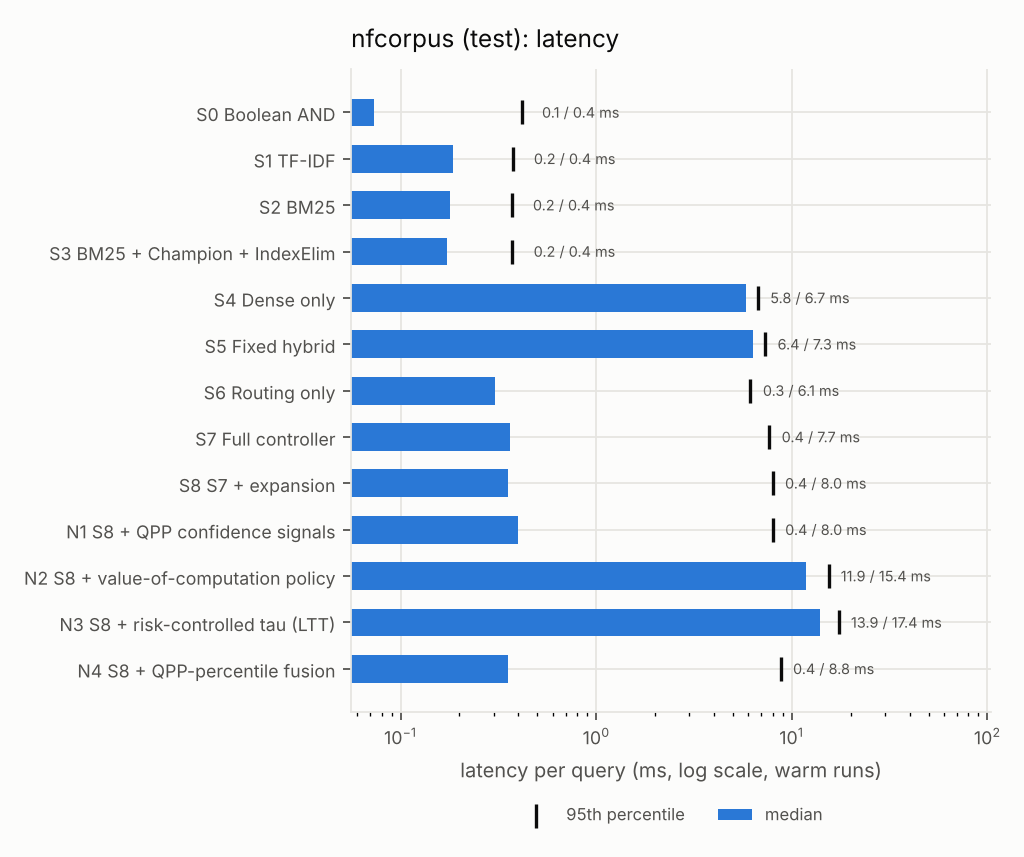 nfcorpus (test): latency
S0 Boolean AND
0.1 / 0.4 ms
S1 TF-IDF
0.2 / 0.4 ms
S2 BM25
0.2 / 0.4 ms
S3 BM25 + Champion + IndexElim
0.2 / 0.4 ms
S4 Dense only
5.8 / 6.7 ms
S5 Fixed hybrid
6.4 / 7.3 ms
S6 Routing only
0.3 / 6.1 ms
S7 Full controller
0.4 / 7.7 ms
S8 S7 + expansion
0.4 / 8.0 ms
N1 S8 + QPP confidence signals
0.4 / 8.0 ms
N2 S8 + value-of-computation policy
11.9 / 15.4 ms
N3 S8 + risk-controlled tau (LTT)
13.9 / 17.4 ms
N4 S8 + QPP-percentile fusion
0.4 / 8.8 ms
10⁻¹ 10⁰ 10¹ 10²
latency per query (ms, log scale, warm runs)
95th percentile median